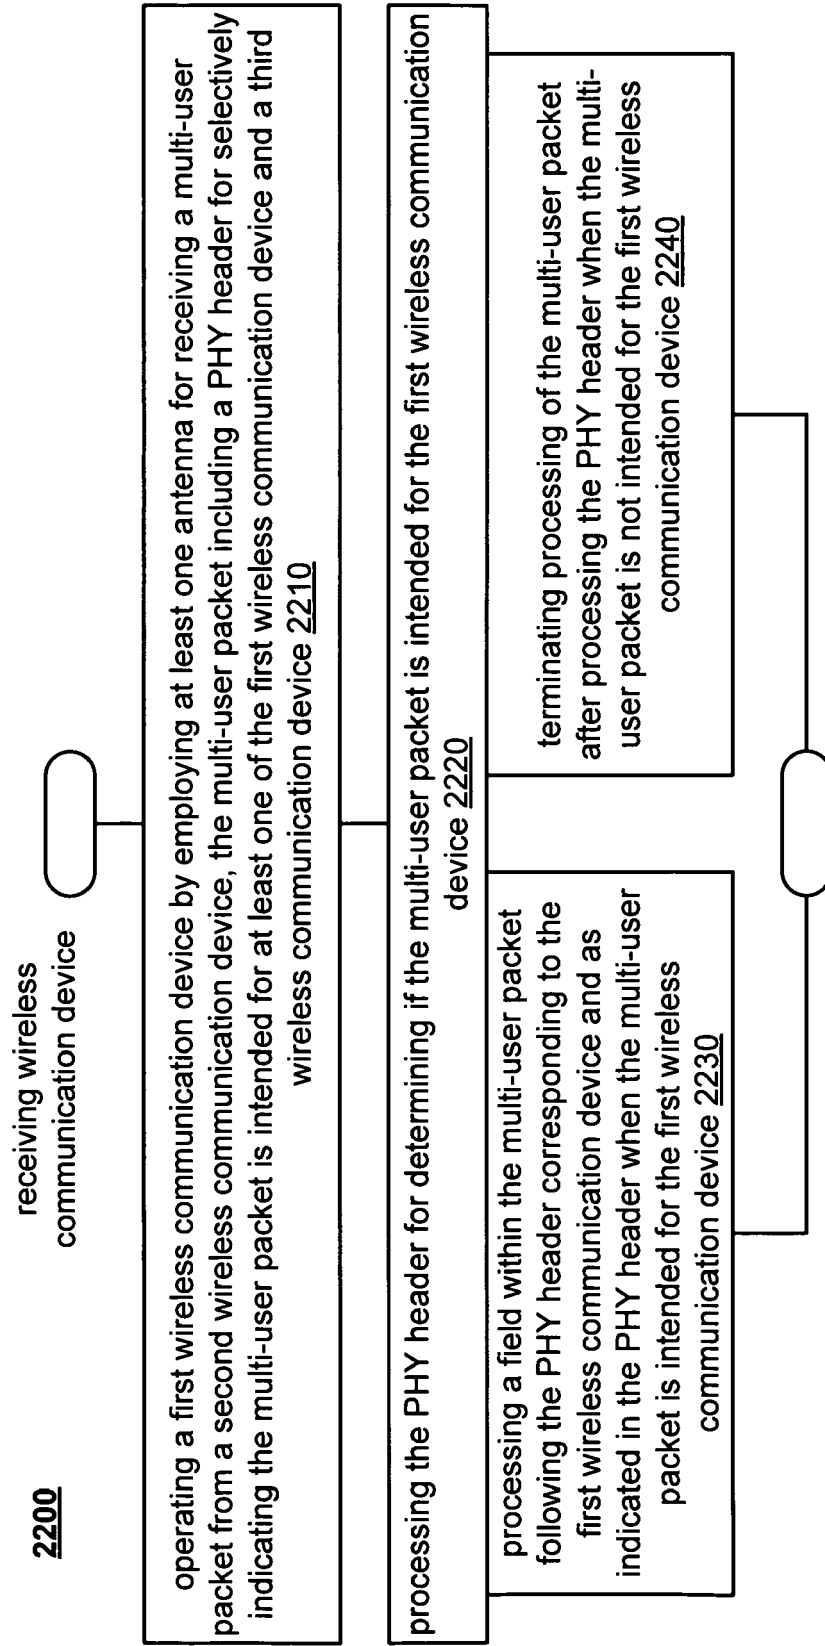 2200
receiving wireless
communication device
operating a first wireless communication device by employing at least one antenna for receiving a multi-user
packet from a second wireless communication device, the multi-user packet including a PHY header for selectively
indicating the multi-user packet is intended for at least one of the first wireless communication device and a third
wireless communication device 2210
processing the PHY header for determining if the multi-user packet is intended for the first wireless communication
device 2220
processing a field within the multi-user packet
following the PHY header corresponding to the
first wireless communication device and as
indicated in the PHY header when the multi-user
packet is intended for the first wireless
communication device 2230
terminating processing of the multi-user packet
after processing the PHY header when the multi-
user packet is not intended for the first wireless
communication device 2240